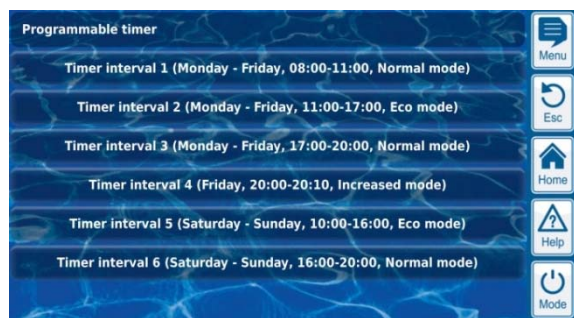 Programmable timer
Timer interval 1 (Monday - Friday, 08:00-11:00, Normal mode)
Timer interval 2 (Monday - Friday, 11:00-17:00, Eco mode)
Timer interval 3 (Monday - Friday, 17:00-20:00, Normal mode)
Timer interval 4 (Friday, 20:00-20:10, Increased mode)
Timer interval 5 (Saturday - Sunday, 10:00-16:00, Eco mode)
Timer interval 6 (Saturday - Sunday, 16:00-20:00, Normal mode)
Menu
Esc
Home
?
Help
Mode